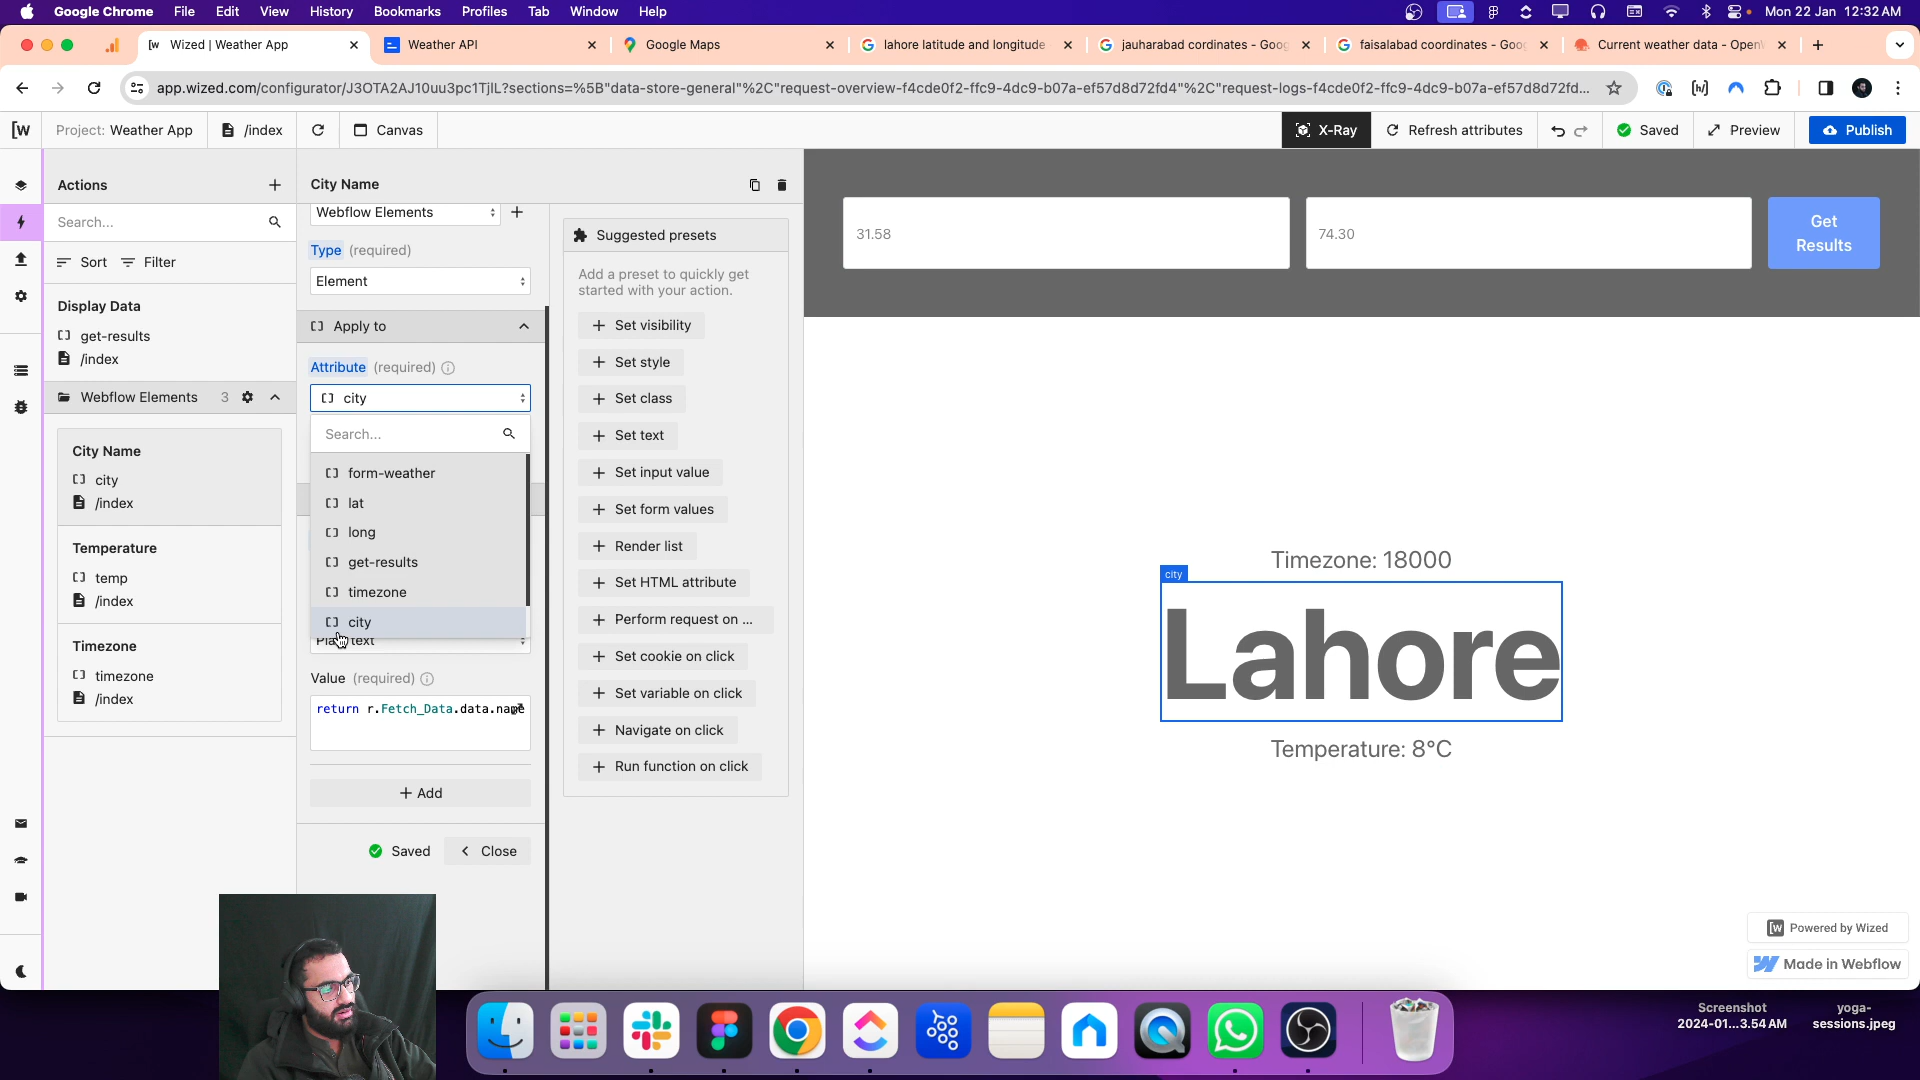 Google Chrome File Edit View History Bookmarks Profiles Tab Window Help Mon 22 Jan 12:32 AM
[w Wized | Weather App
Weather API
Google Maps
lahore latitude and longitude
jauharabad cordinates - Goog
faisalabad coordinates - Goog
Current weather data - OpenW
app.wized.com/configurator/J3OTA2AJ10uu3pc1TjIL?sections=%5B"data-store-general"%2C"request-overview-f4cde0f2-ffc9-4dc9-b07a-ef57d8d72fd4"%2C"request-logs-f4cde0f2-ffc9-4dc9-b07a-ef57d8d72fd...
[w Project: Weather App /index Canvas X-Ray Refresh attributes Saved Preview Publish
Actions
Search...
Sort Filter
Display Data
get-results
/index
Webflow Elements 3
City Name
city
/index
Temperature
temp
/index
Timezone
timezone
/index
City Name
Webflow Elements
Type (required)
Element
Apply to
Attribute (required)
city
Search...
form-weather
lat
long
get-results
timezone
city
Plain text
Value (required)
return r.Fetch_Data.data.name
+ Add
Saved Close
Suggested presets
Add a preset to quickly get
started with your action.
Set visibility
Set style
Set class
Set text
Set input value
Set form values
Render list
Set HTML attribute
Perform request on ...
Set cookie on click
Set variable on click
Navigate on click
Run function on click
31.58
74.30
Get
Results
Timezone: 18000
city
Lahore
Temperature: 8°C
Powered by Wized
Made in Webflow
Screenshot
2024-01...3.54 AM
yoga-
sessions.jpeg